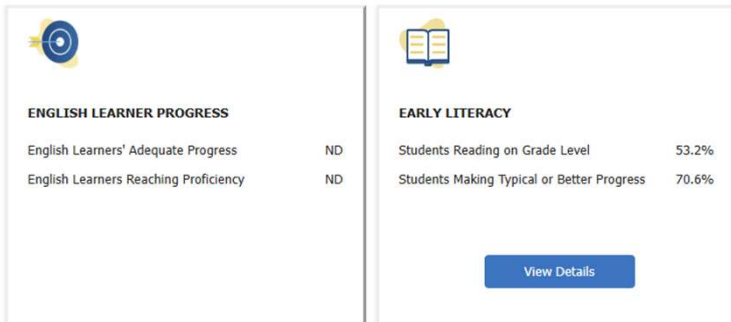 ENGLISH LEARNER PROGRESS
English Learners' Adequate Progress ND
English Learners Reaching Proficiency ND
EARLY LITERACY
Students Reading on Grade Level 53.2%
Students Making Typical or Better Progress 70.6%
View Details